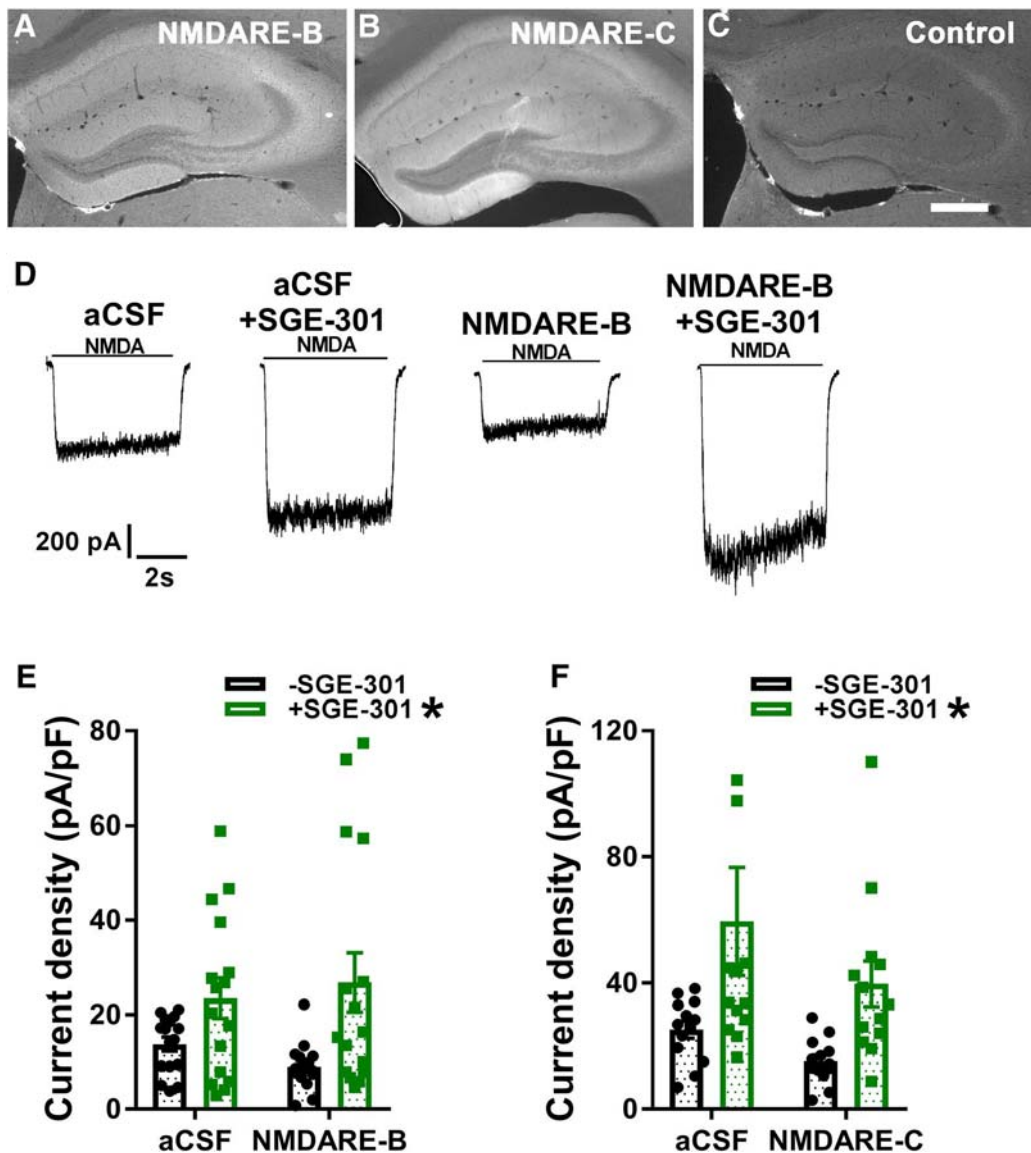 A
NMDARE-B
B
NMDARE-C
C
Control
D
aCSF
NMDA
aCSF
+SGE-301
NMDA
NMDARE-B
NMDA
NMDARE-B
+SGE-301
NMDA
200 pA
2s
E
-SGE-301
+SGE-301 *
Current density (pA/pF)
80
60
40
20
0
aCSF
NMDARE-B
F
-SGE-301
+SGE-301 *
Current density (pA/pF)
120
80
40
0
aCSF
NMDARE-C